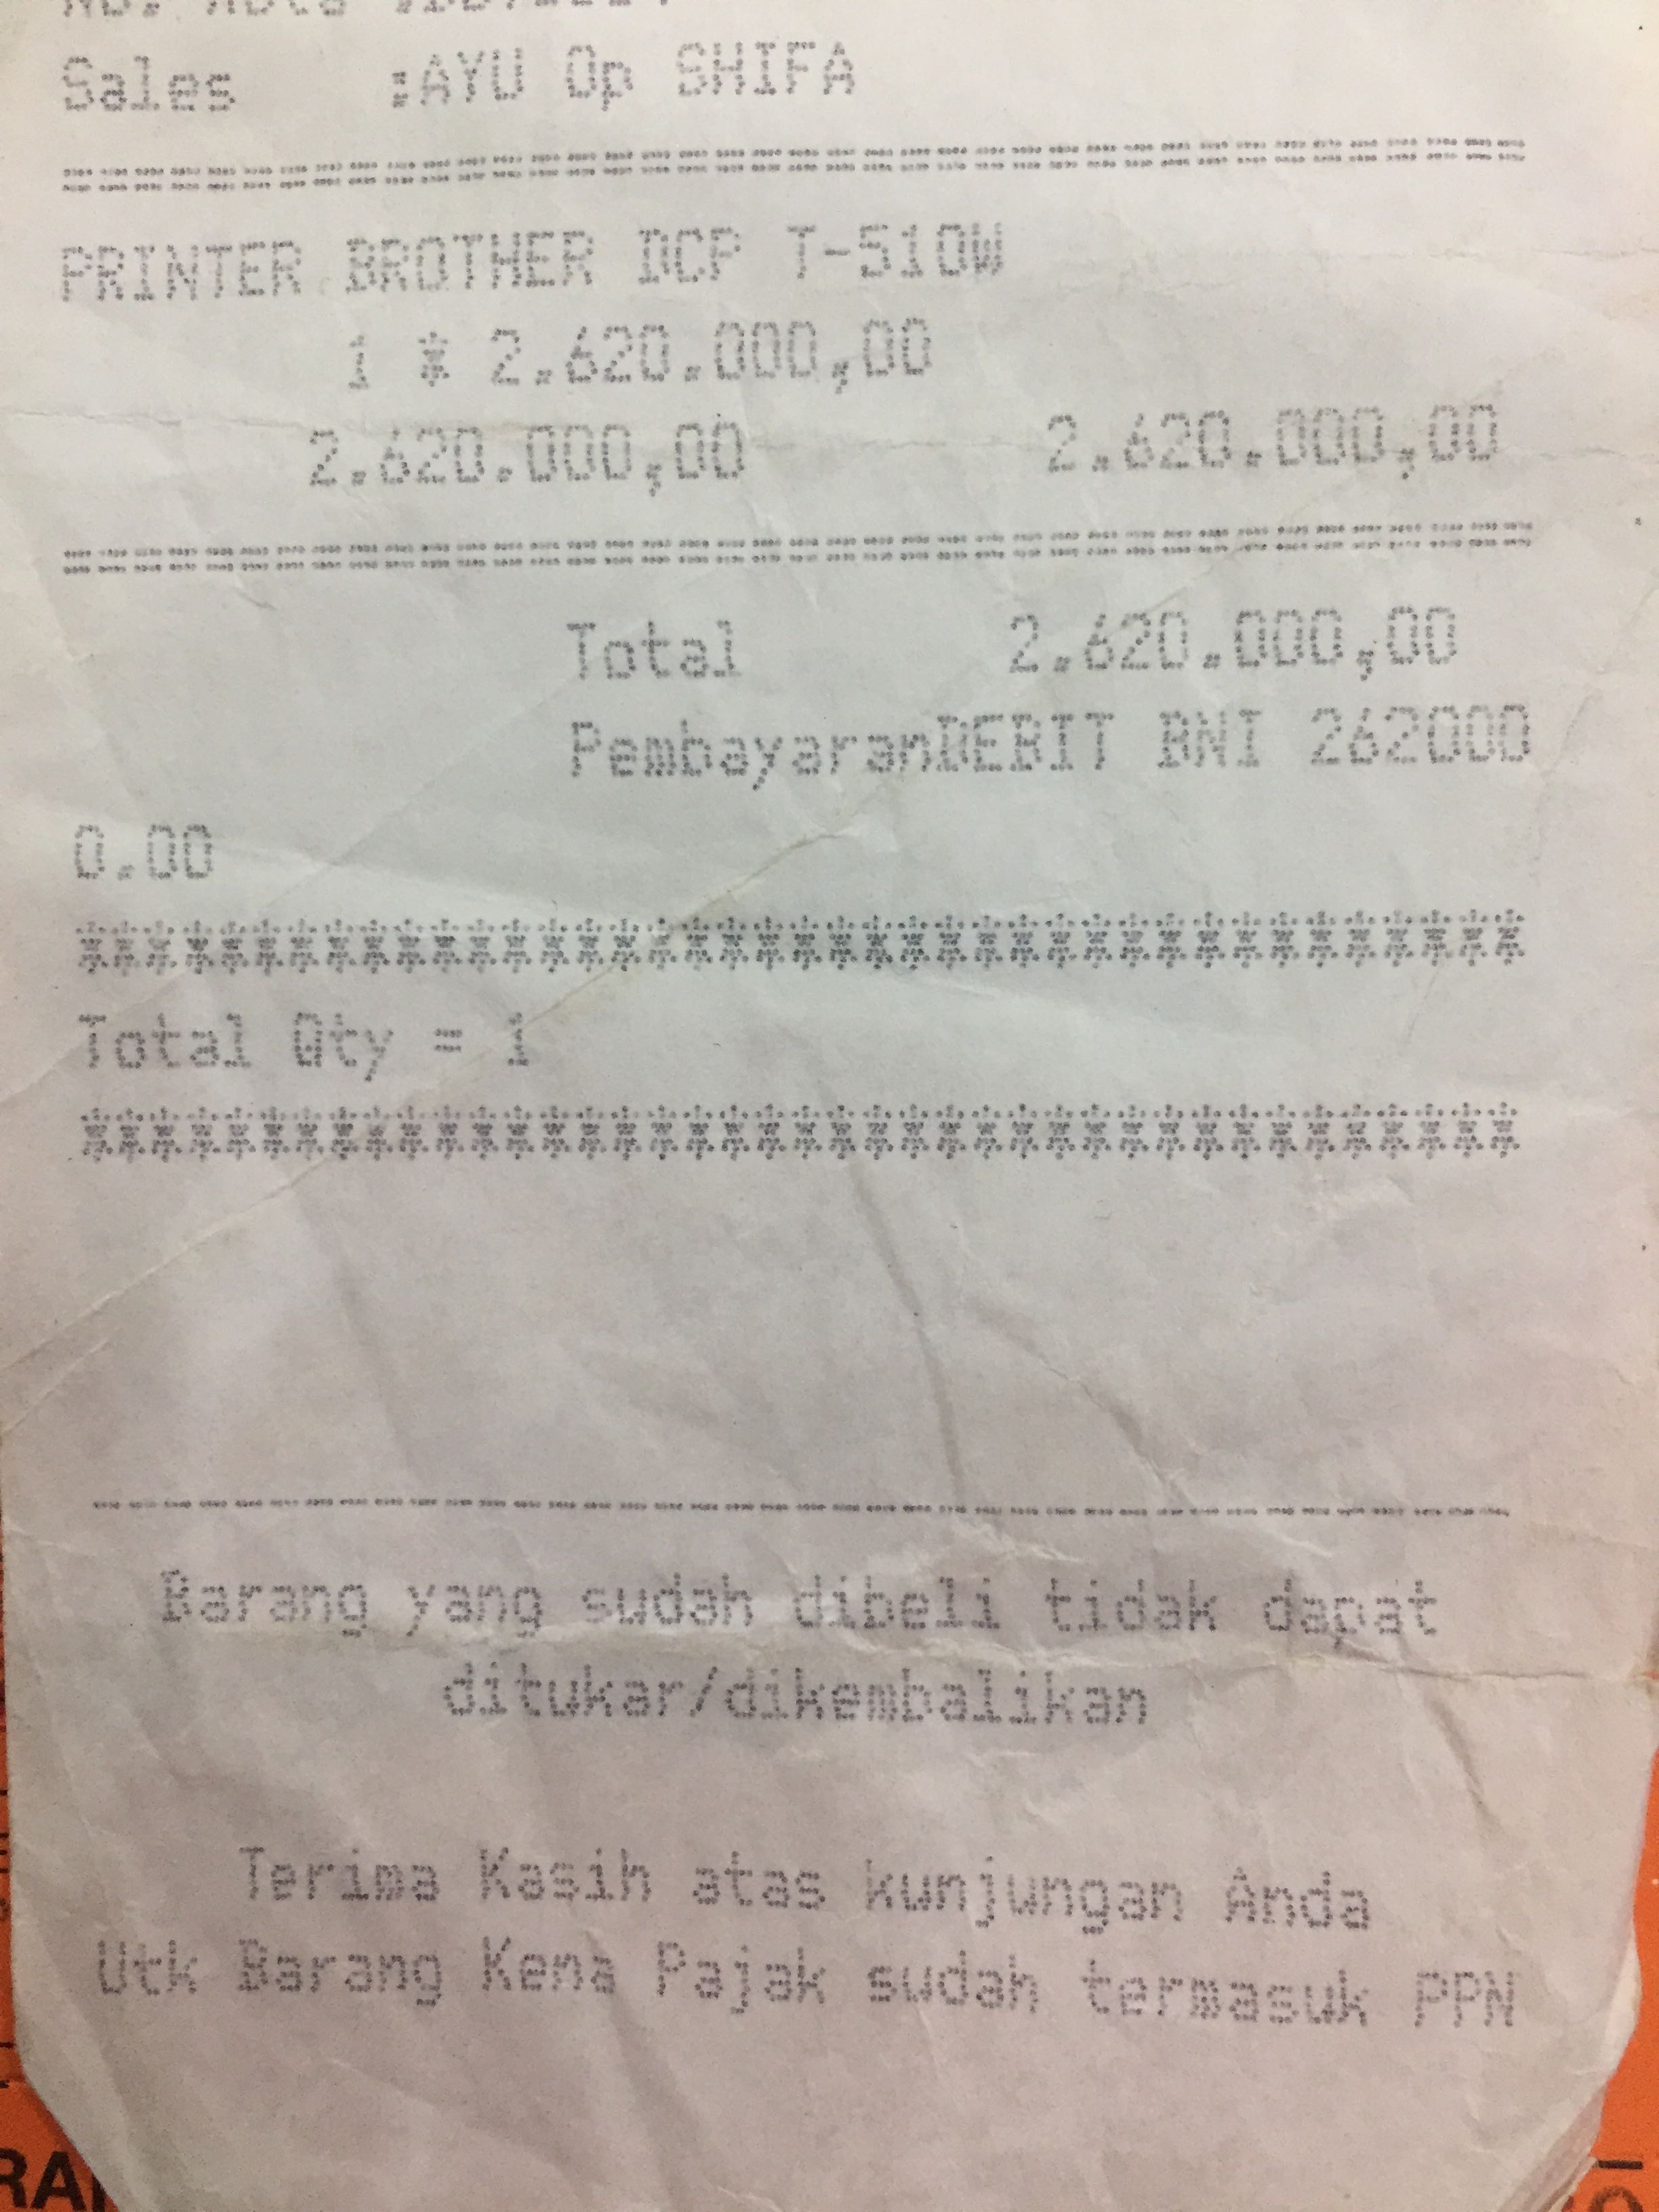 Sales :AYU Op SHIFA
========================================
PRINTER BROTHER DCP T-510W
1 * 2.620.000,00
2.620.000,00 2.620.000,00
========================================
Total 2.620.000,00
PembayaranDEBIT BNI 262000
0.00
****************************************
Total Qty = 1
****************************************
----------------------------------------
Barang yang sudah dibeli tidak dapat
ditukar/dikembalikan
Terima Kasih atas kunjungan Anda
Utk Barang Kena Pajak sudah termasuk PPN